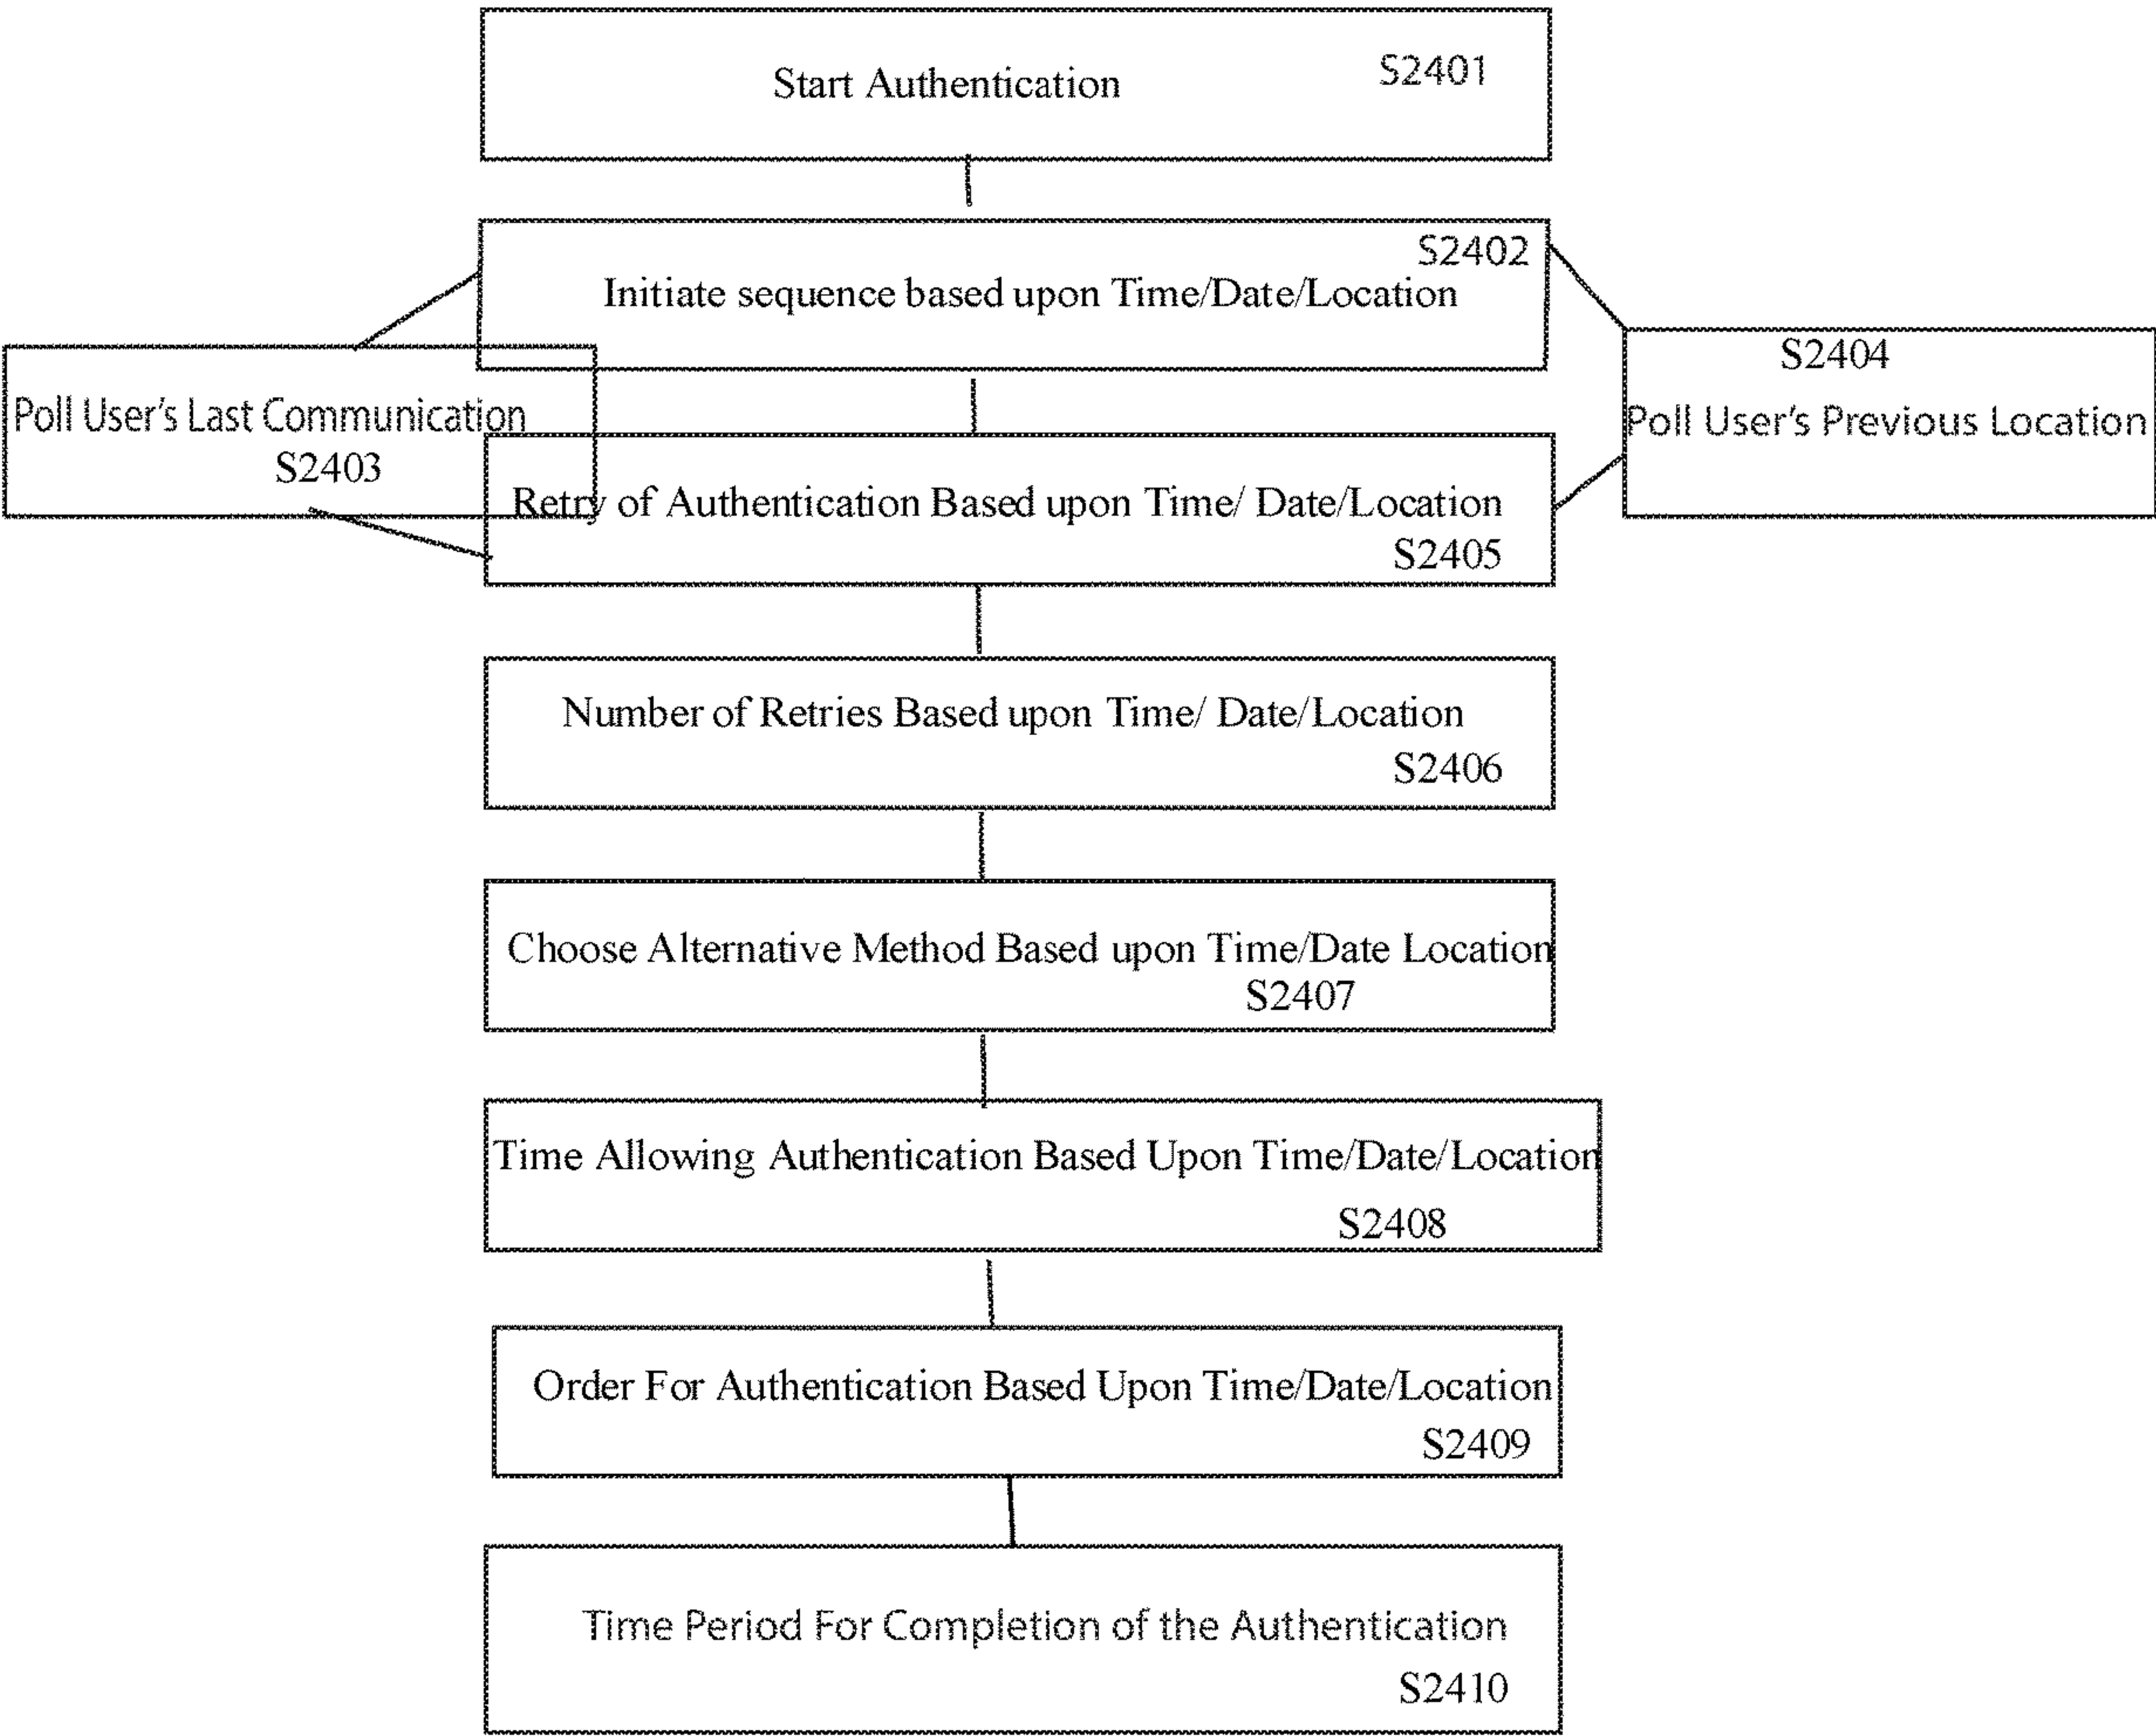 Start Authentication
S2401
S2402
Initiate sequence based upon Time/Date/Location
Poll User's Last Communication
S2403
S2404
Poll User's Previous Location
Retry of Authentication Based upon Time/ Date/Location
S2405
Number of Retries Based upon Time/ Date/Location
S2406
Choose Alternative Method Based upon Time/Date Location
S2407
Time Allowing Authentication Based Upon Time/Date/Location
S2408
Order For Authentication Based Upon Time/Date/Location
S2409
Time Period For Completion of the Authentication
S2410